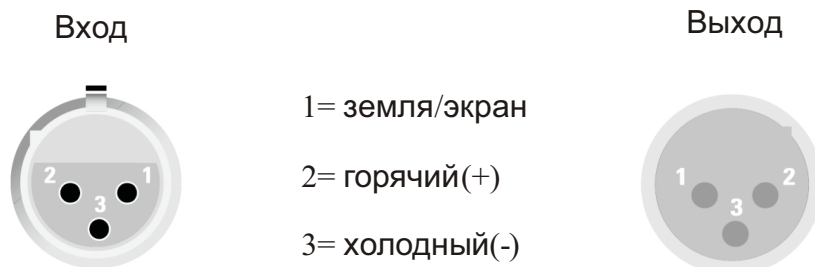 Вход
Выход
1= земля/экран
2= горячий(+)
3= холодный(-)
2 1
3
1 2
3